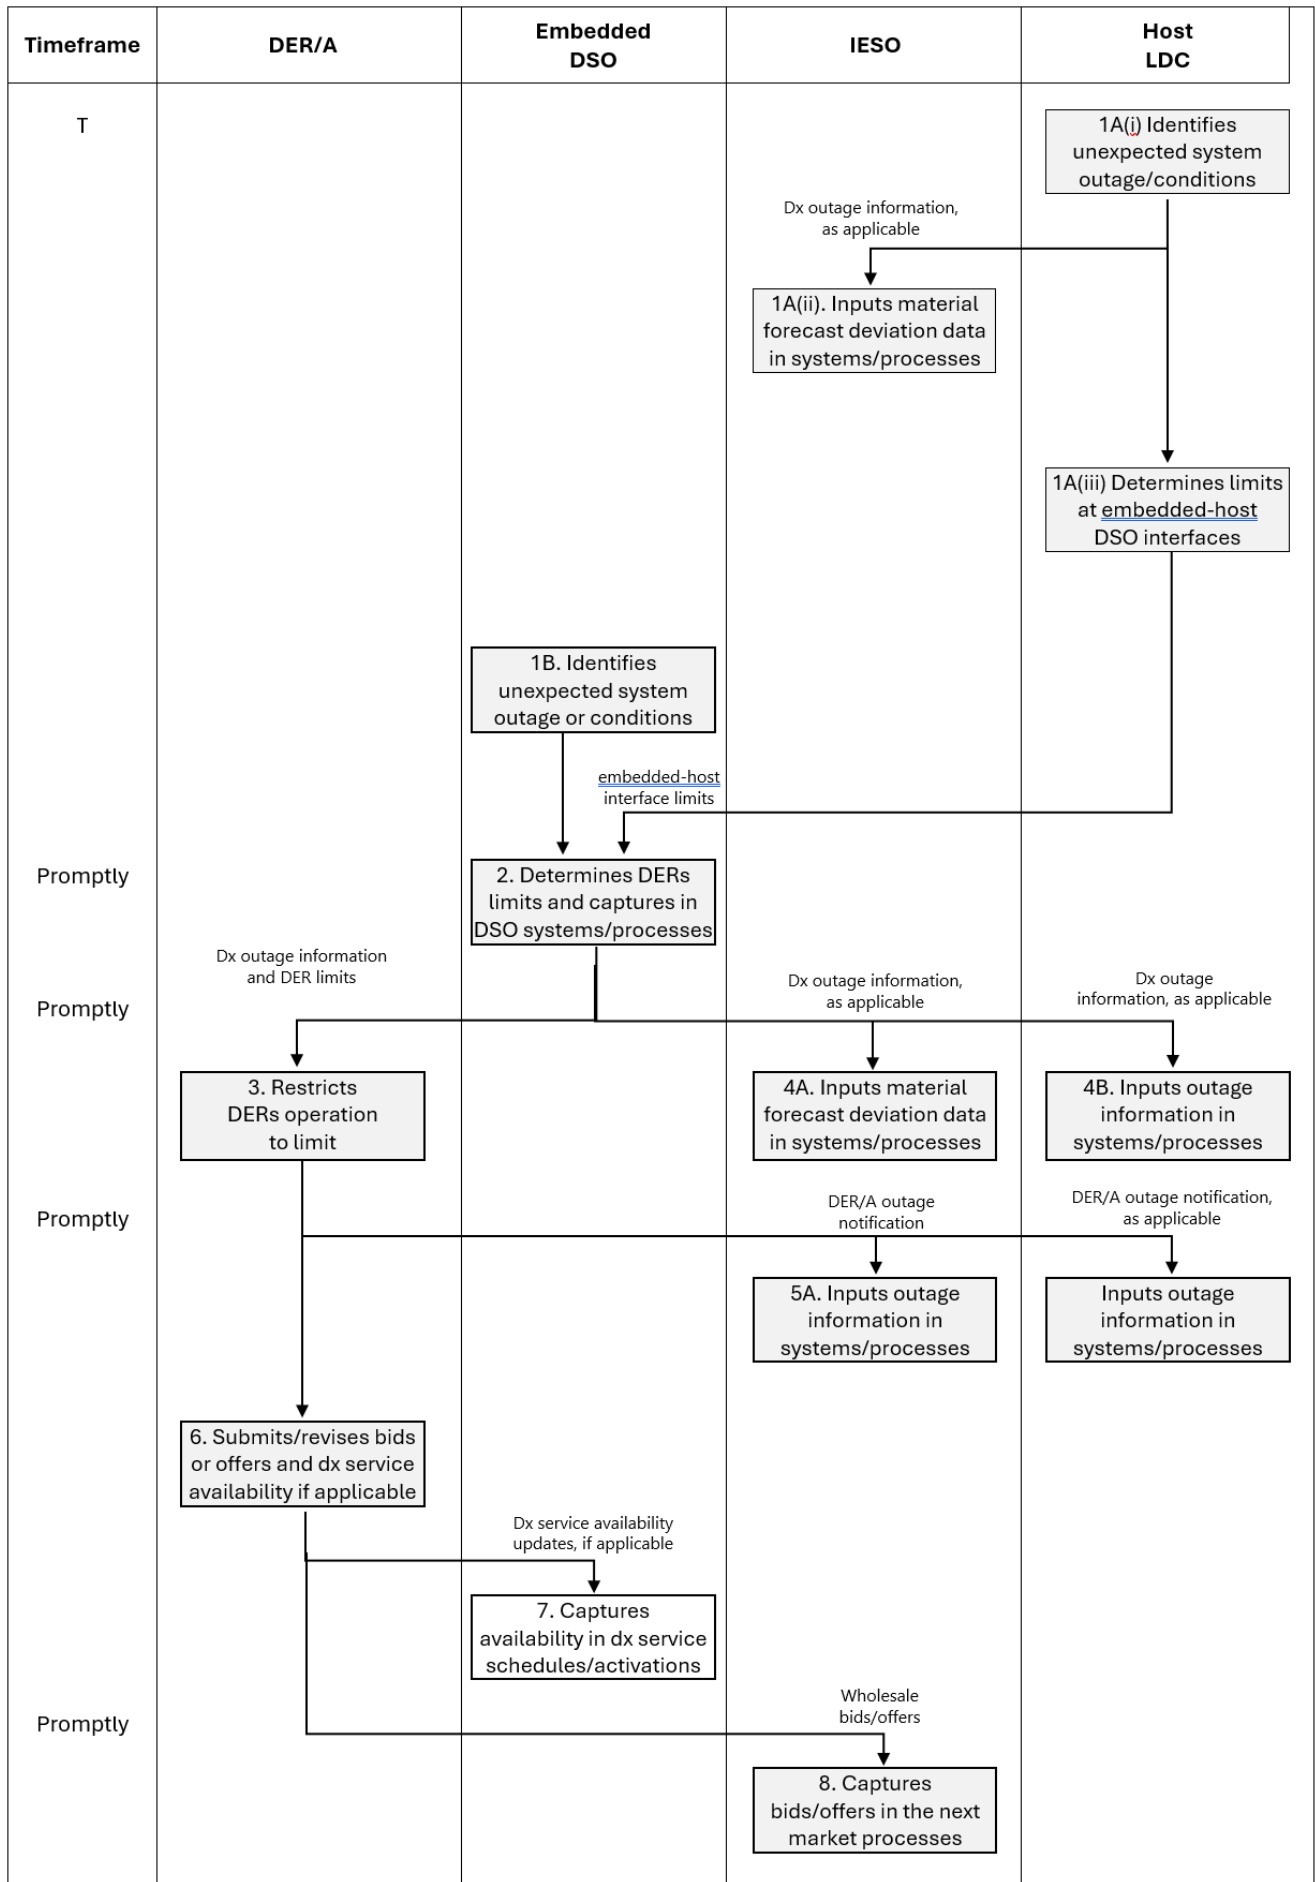 Timeframe
DER/A
Embedded
DSO
IESO
Host
LDC
T
1A(i) Identifies
unexpected system
outage/conditions
Dx outage information,
as applicable
1A(ii). Inputs material
forecast deviation data
in systems/processes
1A(iii) Determines limits
at embedded-host
DSO interfaces
1B. Identifies
unexpected system
outage or conditions
embedded-host
interface limits
Promptly
2. Determines DERs
limits and captures in
DSO systems/processes
Dx outage information
and DER limits
Dx outage information,
as applicable
Dx outage
information, as applicable
Promptly
3. Restricts
DERs operation
to limit
4A. Inputs material
forecast deviation data
in systems/processes
4B. Inputs outage
information in
systems/processes
Promptly
DER/A outage
notification
DER/A outage notification,
as applicable
5A. Inputs outage
information in
systems/processes
Inputs outage
information in
systems/processes
6. Submits/revises bids
or offers and dx service
availability if applicable
Dx service availability
updates, if applicable
7. Captures
availability in dx service
schedules/activations
Promptly
Wholesale
bids/offers
8. Captures
bids/offers in the next
market processes